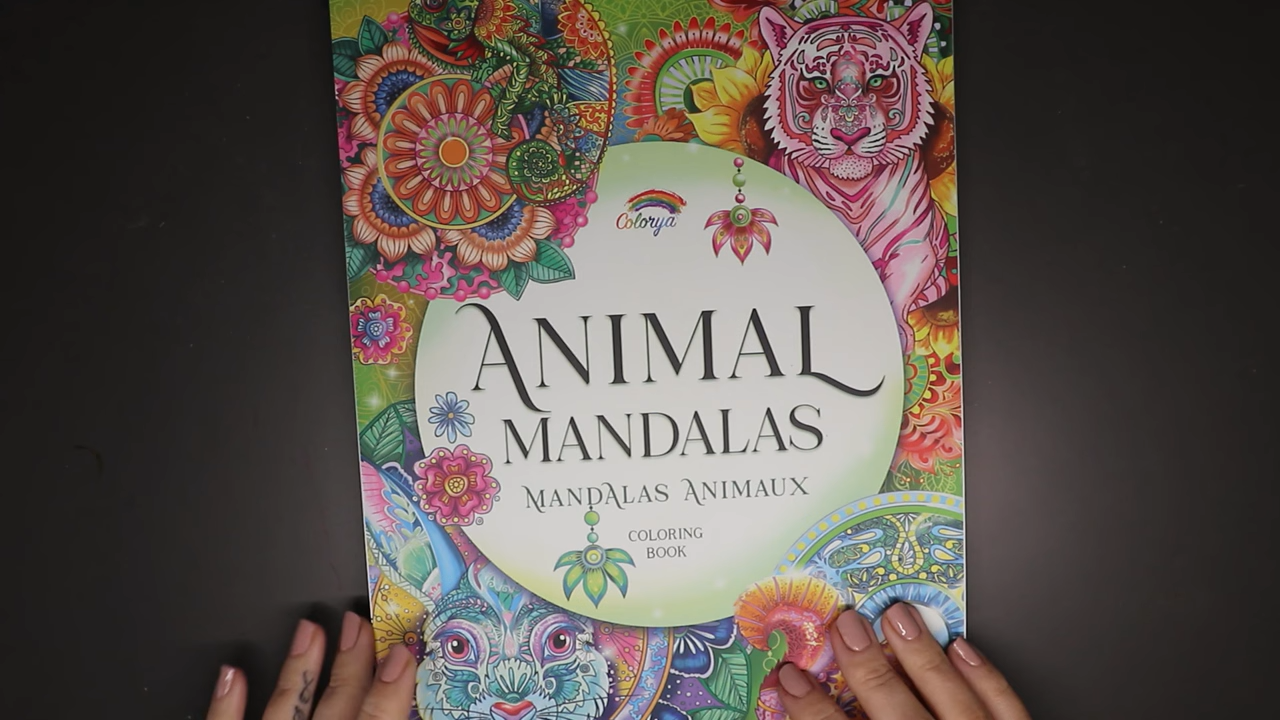 Colorya
ANIMAL
MANDALAS
MANDALAS ANIMAUX
COLORING
BOOK